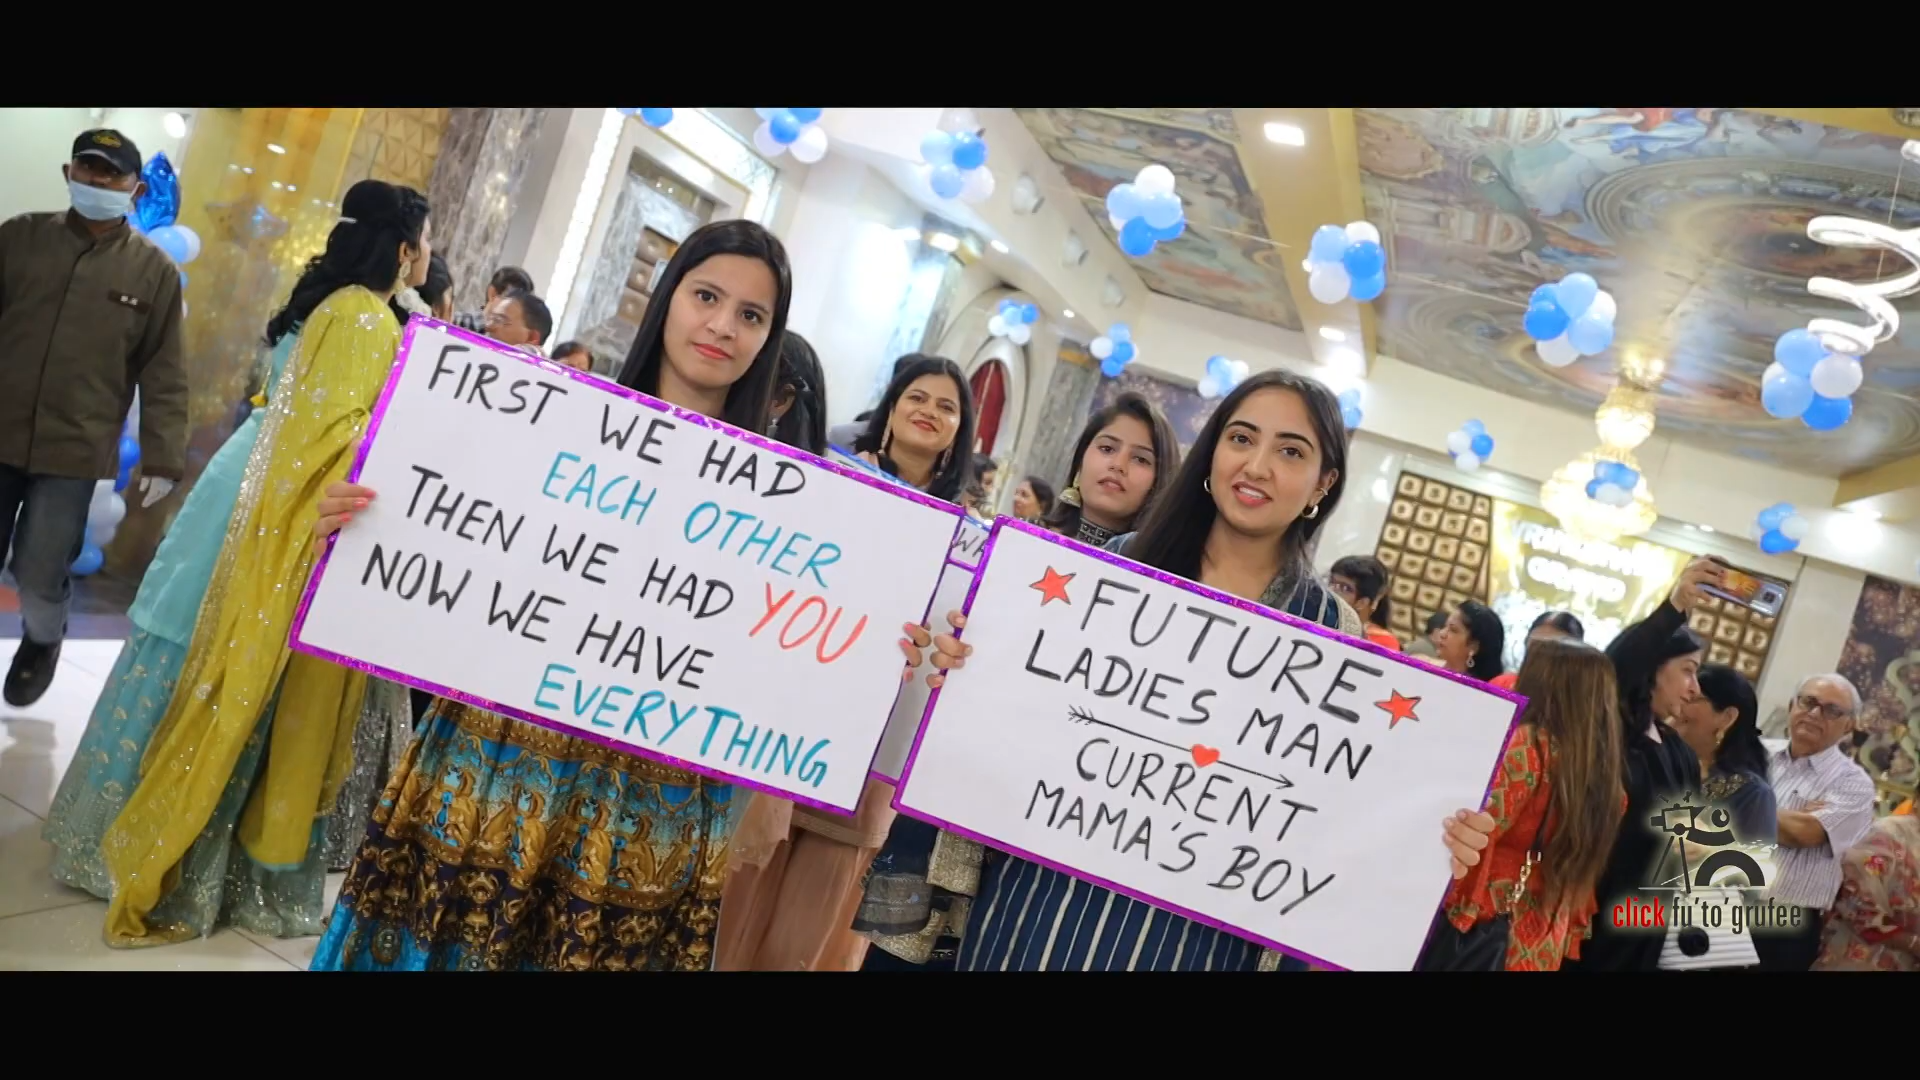 FIRST WE HAD
EACH OTHER
THEN WE HAD YOU
NOW WE HAVE
EVERYTHING
FUTURE
LADIES MAN
CURRENT
MAMA'S BOY
click fu'to'grufee